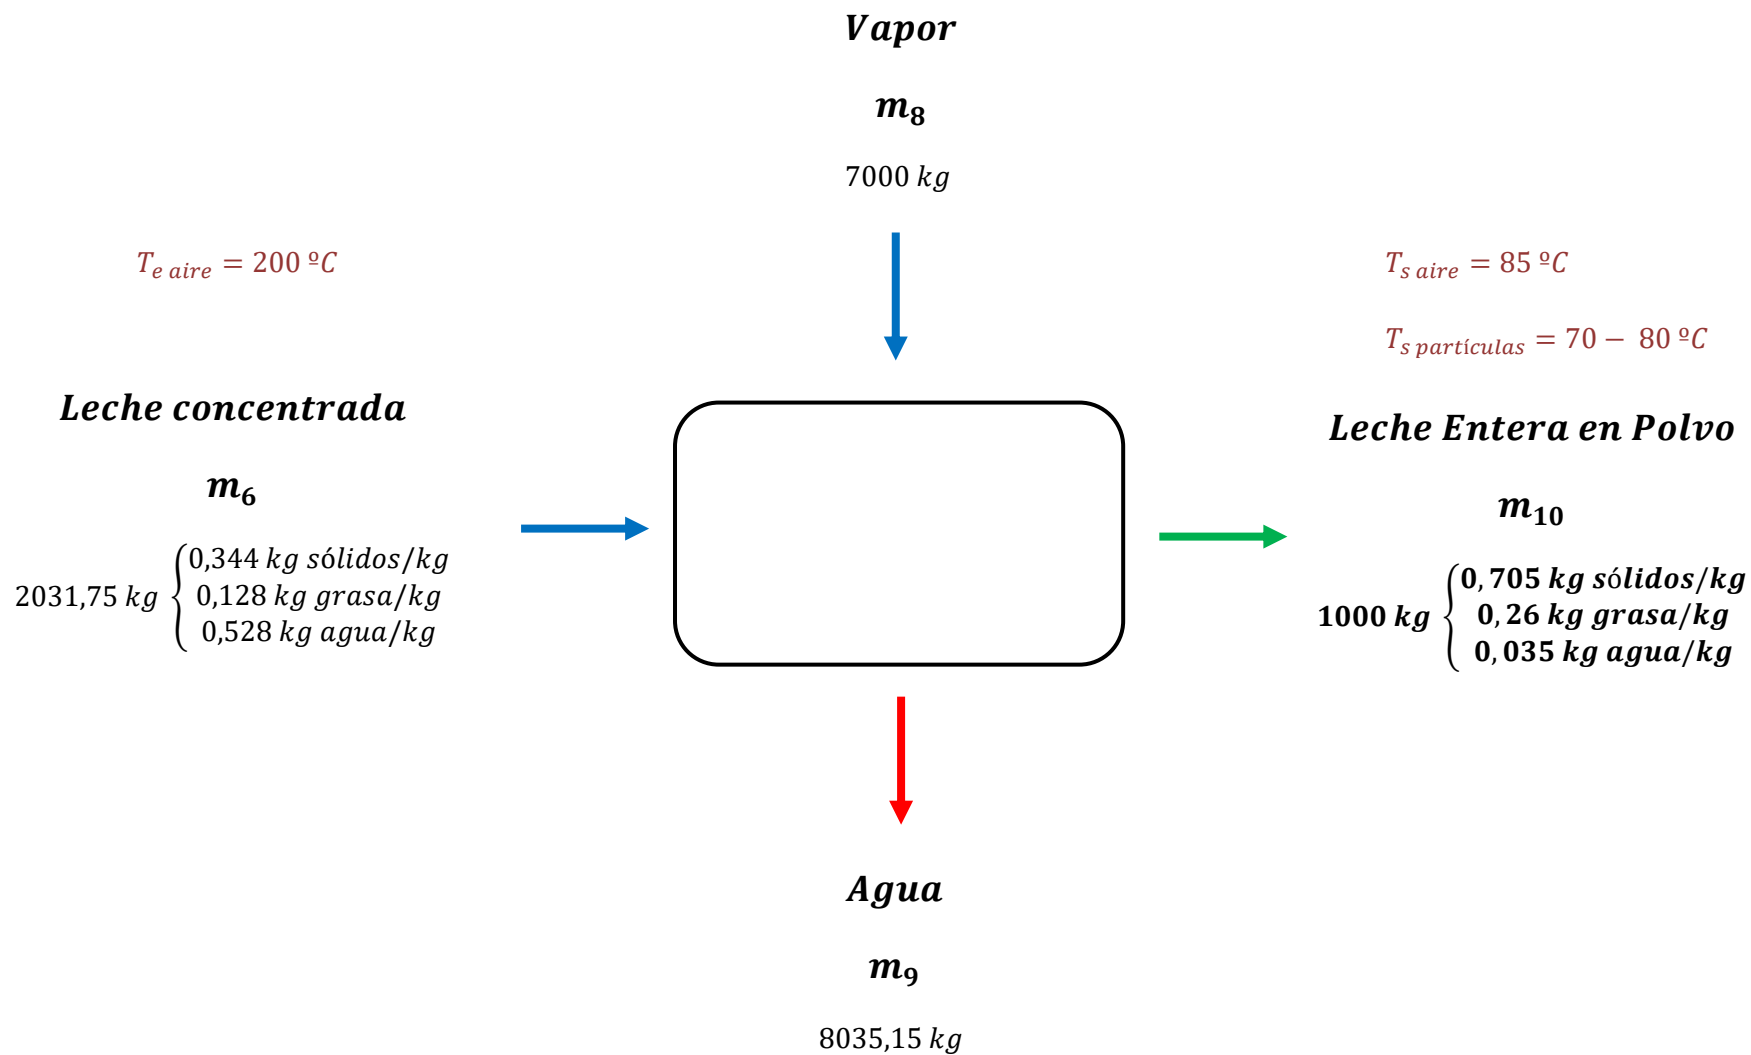 Vapor
m₈
7000 kg
T_{e aire} = 200 ºC
T_{s aire} = 85 ºC
T_{s partículas} = 70 − 80 ºC
Leche concentrada
m₆
2031,75 kg { 0,344 kg sólidos/kg
0,128 kg grasa/kg
0,528 kg agua/kg
Leche Entera en Polvo
m₁₀
1000 kg { 0,705 kg sólidos/kg
0,26 kg grasa/kg
0,035 kg agua/kg
Agua
m₉
8035,15 kg